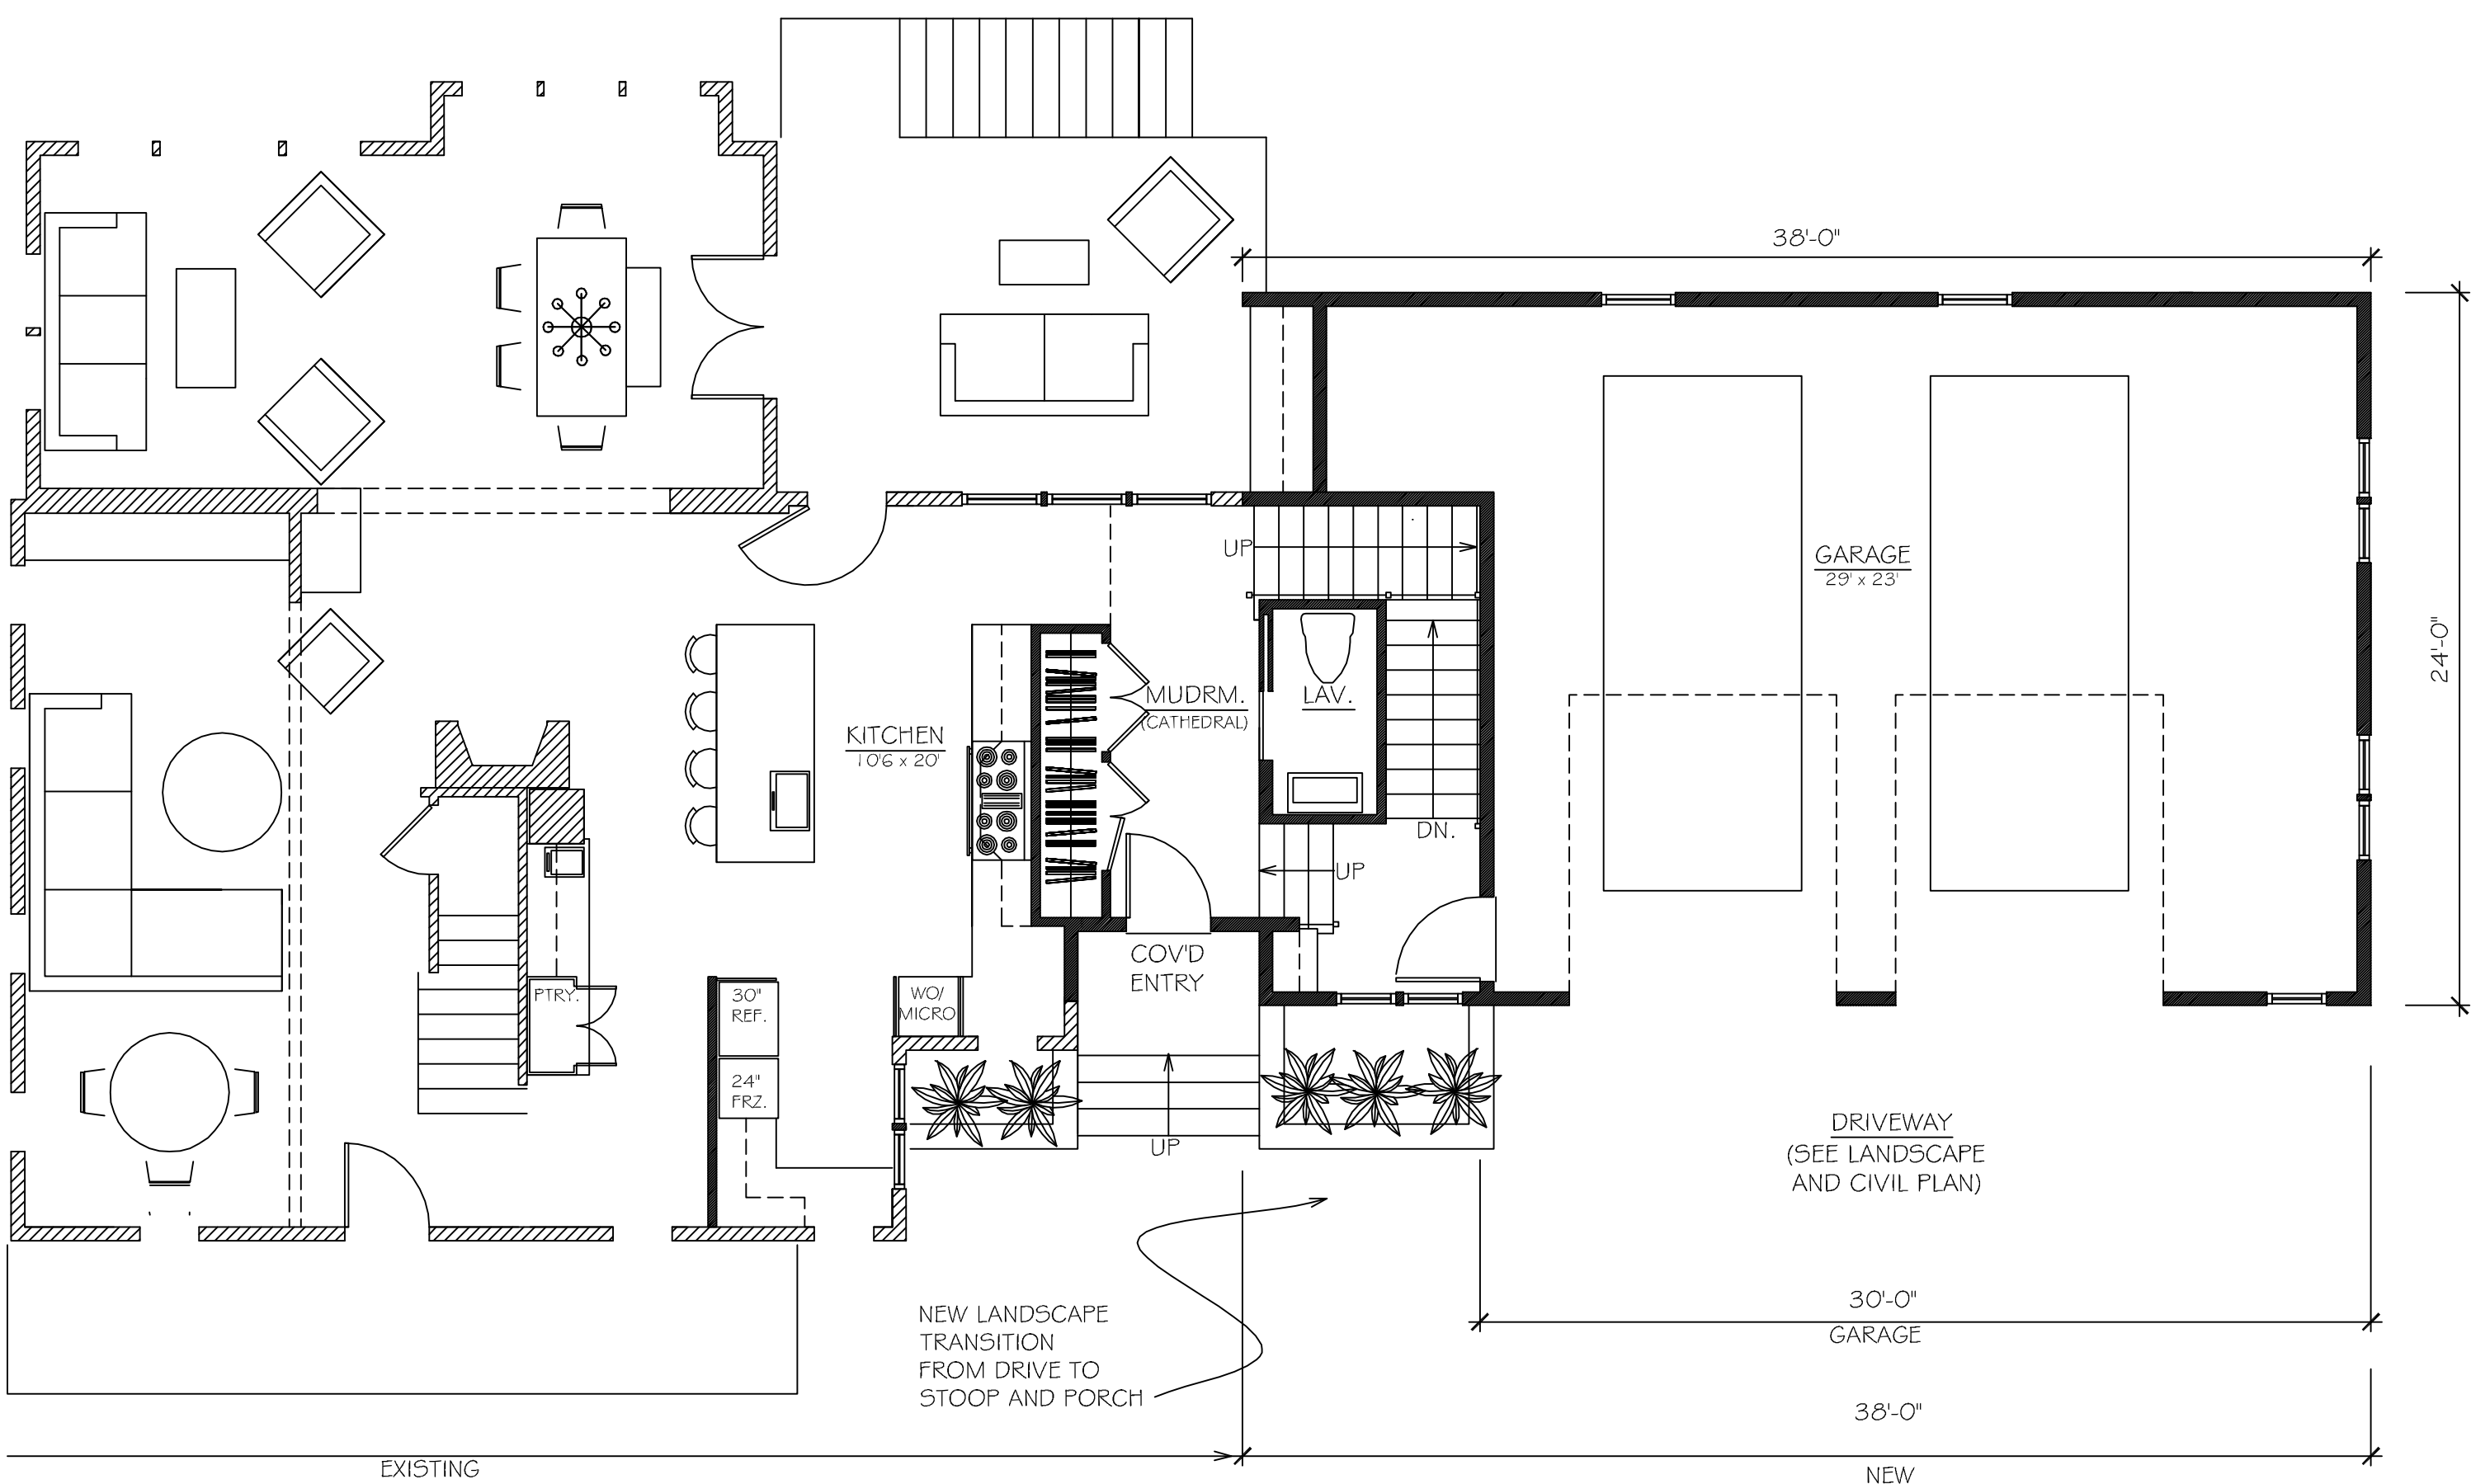 38'-0"
UP
GARAGE
29' x 23'
24'-0"
MUDRM.
(CATHEDRAL)
LAV.
KITCHEN
10'6 x 20'
DN.
UP
COV'D
ENTRY
PTRY.
30"
REF.
WO/
MICRO
24"
FRZ.
UP
DRIVEWAY
(SEE LANDSCAPE
AND CIVIL PLAN)
NEW LANDSCAPE
TRANSITION
FROM DRIVE TO
STOOP AND PORCH
30'-0"
GARAGE
38'-0"
EXISTING
NEW